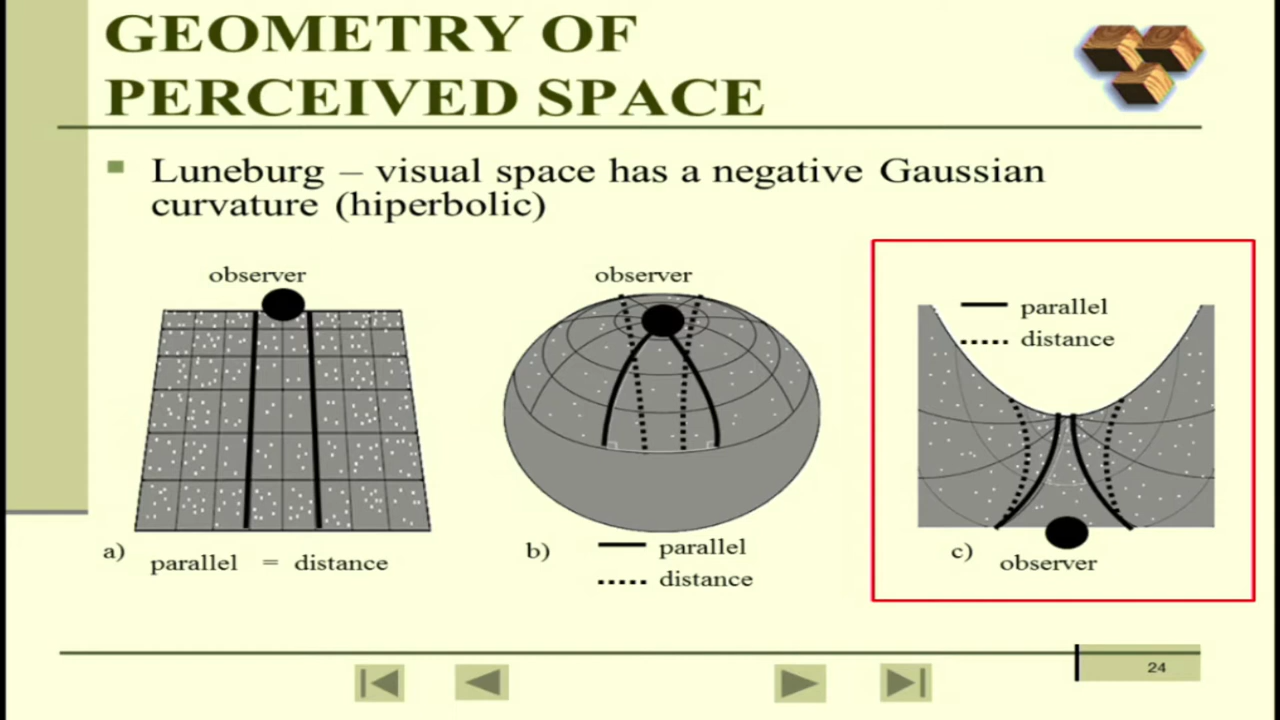 GEOMETRY OF
PERCEIVED SPACE
Luneburg – visual space has a negative Gaussian
curvature (hiperbolic)
observer
a) parallel = distance
observer
b) parallel
distance
parallel
distance
c) observer
24